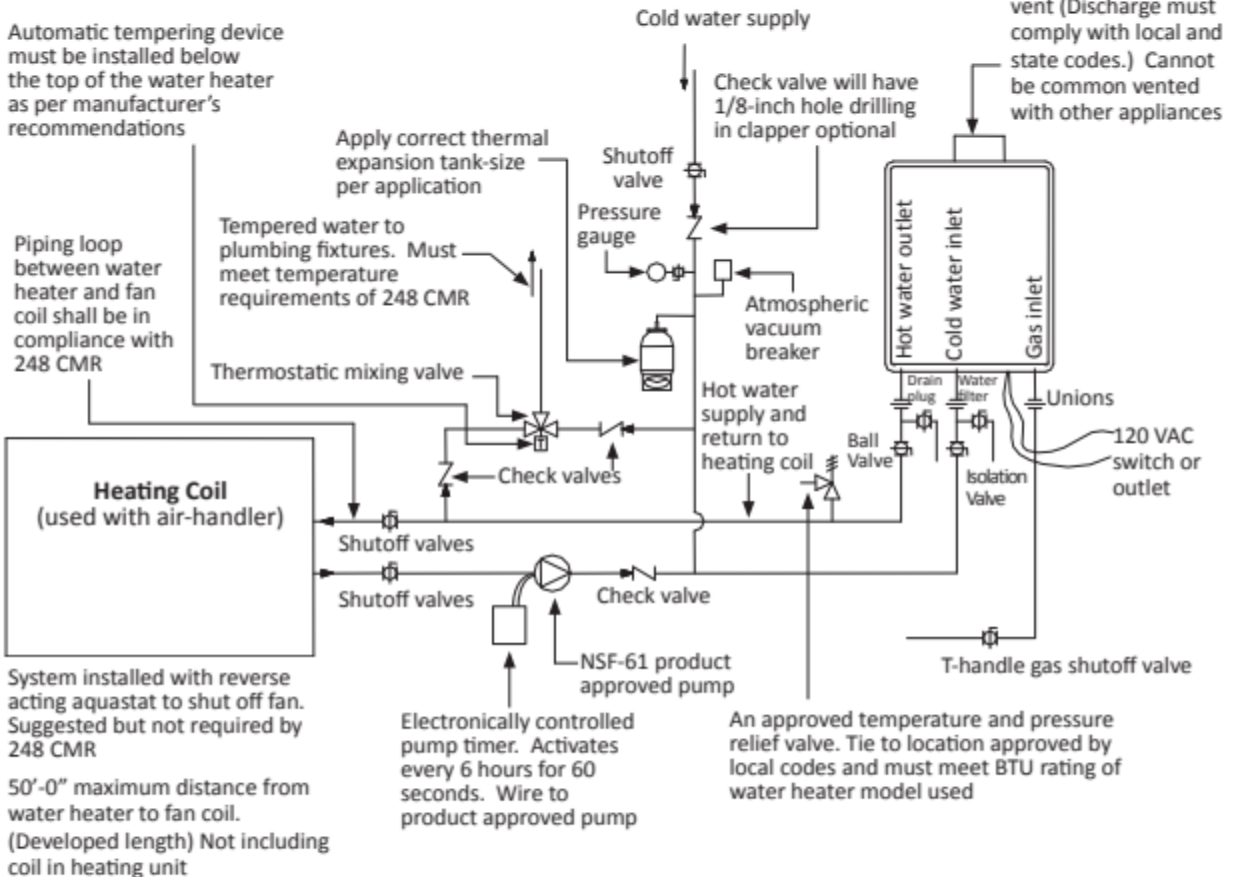 Automatic tempering device
must be installed below
the top of the water heater
as per manufacturer's
recommendations
Cold water supply
vent (Discharge must
comply with local and
state codes.) Cannot
be common vented
with other appliances
Check valve will have
1/8-inch hole drilling
in clapper optional
Apply correct thermal
expansion tank-size
per application
Shutoff
valve
Pressure
gauge
Tempered water to
plumbing fixtures. Must
meet temperature
requirements of 248 CMR
Piping loop
between water
heater and fan
coil shall be in
compliance with
248 CMR
Atmospheric
vacuum
breaker
Hot water outlet
Cold water inlet
Gas inlet
Thermostatic mixing valve
Hot water
supply and
return to
heating coil
Drain
plug
Water
filter
Unions
Ball
Valve
Isolation
Valve
120 VAC
switch or
outlet
Check valves
Heating Coil
(used with air-handler)
Shutoff valves
Shutoff valves
Check valve
T-handle gas shutoff valve
NSF-61 product
approved pump
System installed with reverse
acting aquastat to shut off fan.
Suggested but not required by
248 CMR
50'-0" maximum distance from
water heater to fan coil.
(Developed length) Not including
coil in heating unit
Electronically controlled
pump timer. Activates
every 6 hours for 60
seconds. Wire to
product approved pump
An approved temperature and pressure
relief valve. Tie to location approved by
local codes and must meet BTU rating of
water heater model used